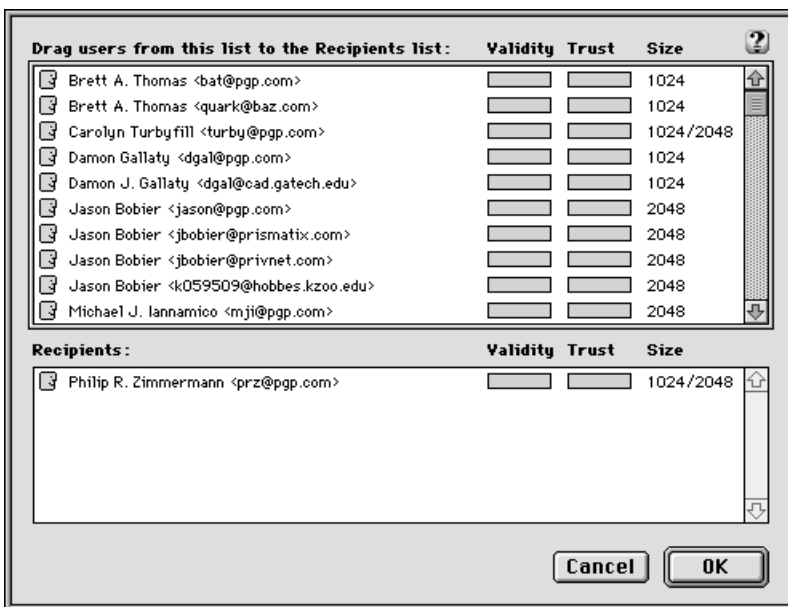 Drag users from this list to the Recipients list: Validity Trust Size ?
Brett A. Thomas <bat@pgp.com> 1024
Brett A. Thomas <quark@baz.com> 1024
Carolyn Turbyfill <turby@pgp.com> 1024/2048
Damon Gallaty <dgal@pgp.com> 1024
Damon J. Gallaty <dgal@cad.gatech.edu> 1024
Jason Bobier <jason@pgp.com> 2048
Jason Bobier <jbobier@prismatix.com> 2048
Jason Bobier <jbobier@privnet.com> 2048
Jason Bobier <k059509@hobbes.kzoo.edu> 2048
Michael J. Iannamico <mji@pgp.com> 2048
Recipients: Validity Trust Size
Philip R. Zimmermann <prz@pgp.com> 1024/2048
Cancel OK